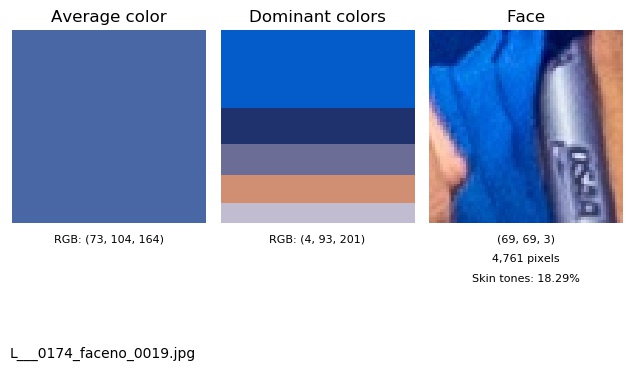 Average color
Dominant colors
Face
RGB: (73, 104, 164)
RGB: (4, 93, 201)
(69, 69, 3)
4,761 pixels
Skin tones: 18.29%
L___0174_faceno_0019.jpg